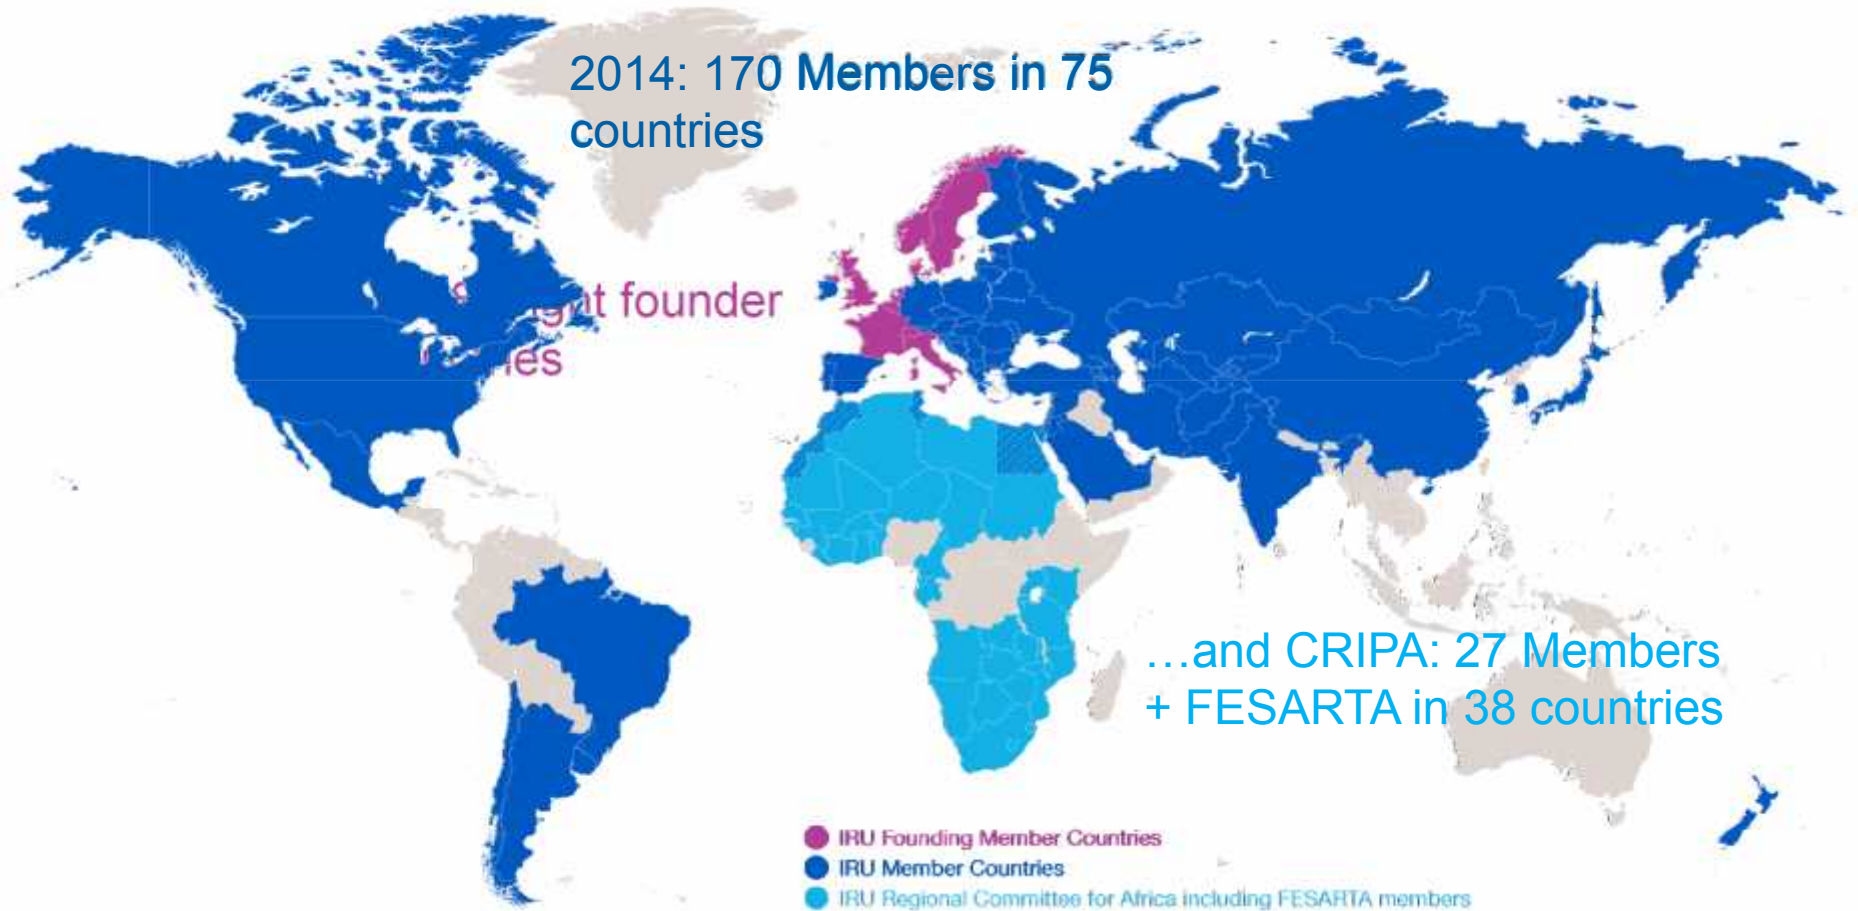 2014: 170 Members in 75
countries
founder
…and CRIPA: 27 Members
+ FESARTA in 38 countries
IRU Founding Member Countries
IRU Member Countries
IRU Regional Committee for Africa including FESARTA members